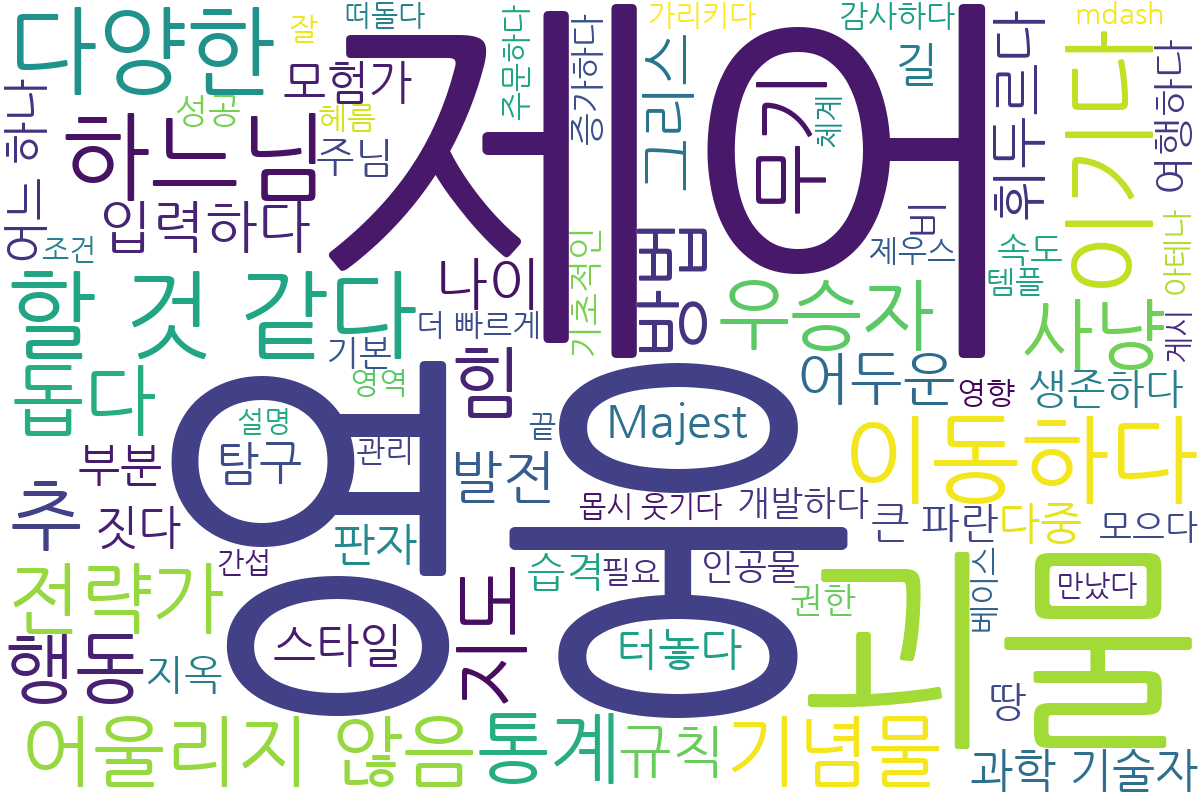 다양한
잘
떠돌다
제어
주문하다
증가하다
가리키다
감사하다
mdash
모험가
그리스
길
무기
체계
휘두르다
이기다
여행하다
어느 하나
성공
헤름
하느님
주님
입력하다
조건
나이
기초적인
방법
비
제우스
속도
템플
아테나
할 것 같다
더 빠르게
기본
우승자
사냥
게시
돕다
영역
힘
어두운
영향
생존하다
영웅
설명
탐구
관리
끝
Majest
이동하다
부분
발전
몹시 웃기다
개발하다
큰 파란
다중
모으다
추
짓다
판자
간섭
습격
필요
인공물
괴물
전략가
권한
베이스
만났다
행동
지옥
스타일
지도
터놓다
땅
어울리지 않음
통계
규칙
기념물
과학 기술자